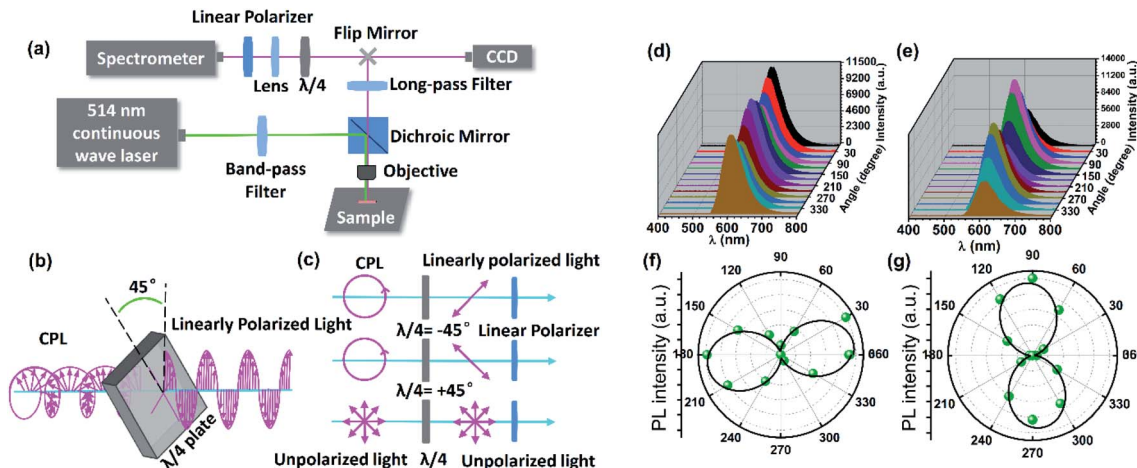 (a)
Linear Polarizer
Flip Mirror
Spectrometer
CCD
Lens
λ/4
Long-pass Filter
514 nm
continuous
wave laser
Dichroic Mirror
Band-pass
Filter
Objective
Sample
(b)
45°
CPL
Linearly Polarized Light
λ/4 plate
(c)
CPL
Linearly polarized light
λ/4= -45°
Linear Polarizer
λ/4= +45°
Unpolarized light
λ/4
Unpolarized light
(d)
11500
9200
6900
4600
2300
0
Intensity (a.u.)
30
90
150
210
270
330
Angle (degree)
400 500 600 700 800
λ (nm)
(e)
14000
11200
8400
5600
2800
0
Intensity (a.u.)
30
90
150
210
270
330
Angle (degree)
400 500 600 700 800
λ (nm)
(f)
PL intensity (a.u.)
90
120
60
150
30
180
360
210
330
240
300
(g)
PL intensity (a.u.)
90
120
60
150
30
180
210
330
240
300